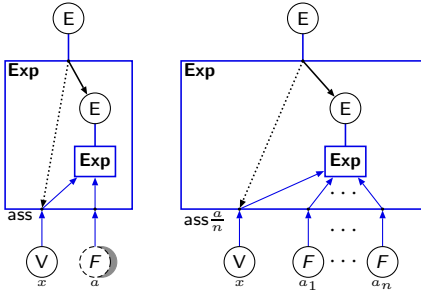 E E
Exp Exp
E E
Exp Exp
· · ·
ass ass a/n · · ·
V F V F · · · F
x a x a₁ aₙ